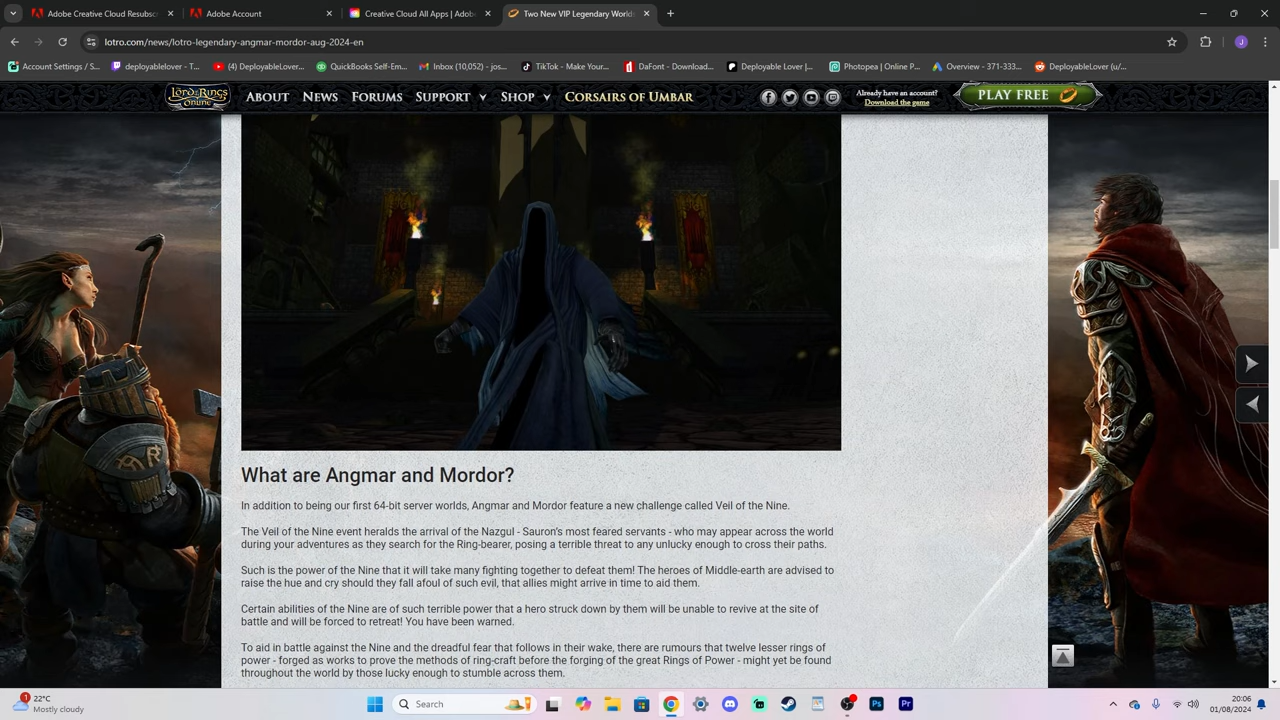 Adobe Creative Cloud Resubsc
Adobe Account
Creative Cloud All Apps | Adob
Two New VIP Legendary World
lotro.com/news/lotro-legendary-angmar-mordor-aug-2024-en
Account Settings / S...
deployablelover - T...
(4) DeployableLover...
QuickBooks Self-Em...
Inbox (10,052) - jos...
TikTok - Make Your...
DaFont - Download...
Deployable Lover |...
Photopea | Online P...
Overview - 371-333...
DeployableLover (u/...
The Lord of the Rings Online
ABOUT
NEWS
FORUMS
SUPPORT
SHOP
CORSAIRS OF UMBAR
Already have an account?
Download the game
PLAY FREE
What are Angmar and Mordor?
In addition to being our first 64-bit server worlds, Angmar and Mordor feature a new challenge called Veil of the Nine.
The Veil of the Nine event heralds the arrival of the Nazgul - Sauron's most feared servants - who may appear across the world
during your adventures as they search for the Ring-bearer, posing a terrible threat to any unlucky enough to cross their paths.
Such is the power of the Nine that it will take many fighting together to defeat them! The heroes of Middle-earth are advised to
raise the hue and cry should they fall afoul of such evil, that allies might arrive in time to aid them.
Certain abilities of the Nine are of such terrible power that a hero struck down by them will be unable to revive at the site of
battle and will be forced to retreat! You have been warned.
To aid in battle against the Nine and the dreadful fear that follows in their wake, there are rumours that twelve lesser rings of
power - forged as works to prove the methods of ring-craft before the forging of the great Rings of Power - might yet be found
throughout the world by those lucky enough to stumble across them.
1
22°C
Mostly cloudy
Search
Ps
Pr
20:06
01/08/2024